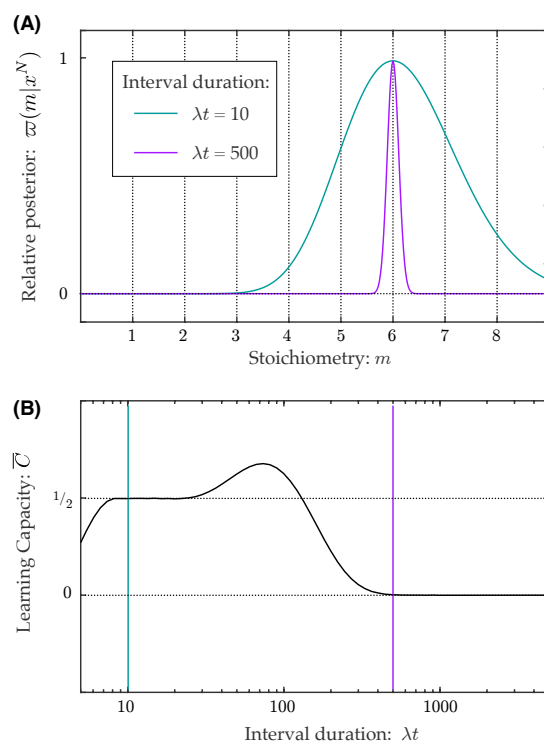 (A)
1
Interval duration:
λt = 10
λt = 500
0
Relative posterior: ϖ(m|x^N)
1 2 3 4 5 6 7 8
Stoichiometry: m
(B)
1/2
0
Learning Capacity: C̅
10 100 1000
Interval duration: λt